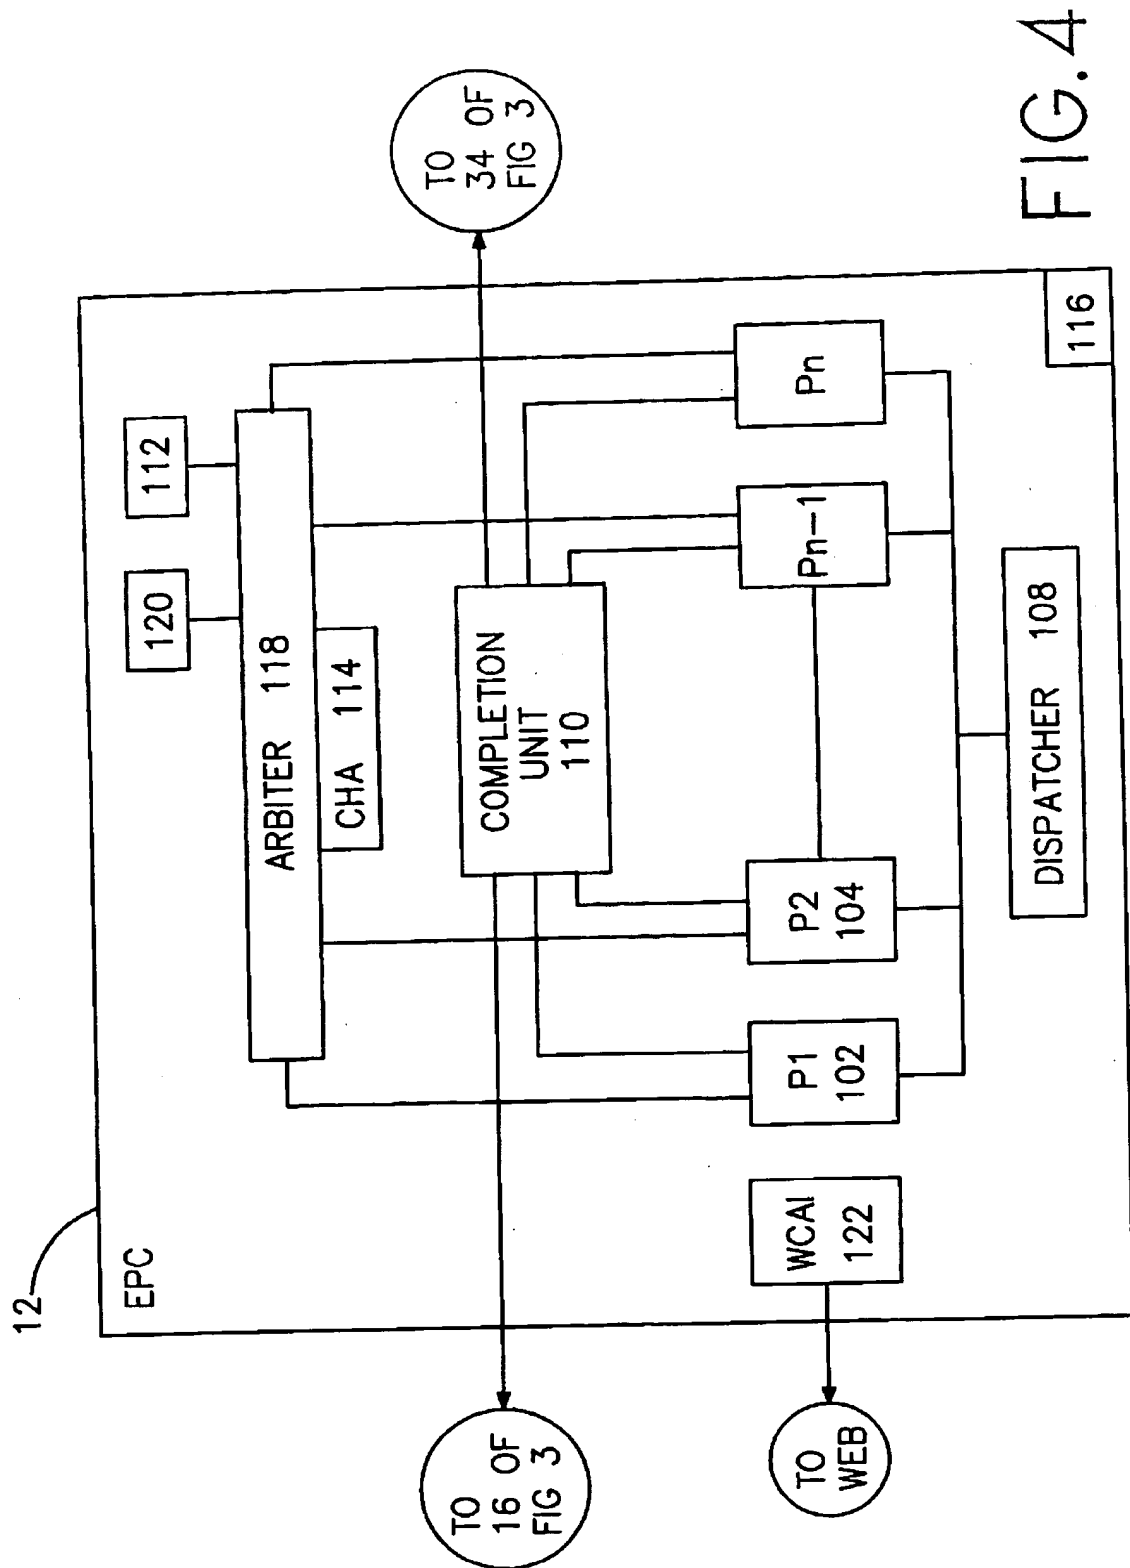 12
EPC
120
112
ARBITER 118
CHA 114
TO
34 OF
FIG 3
COMPLETION
UNIT
110
TO
16 OF
FIG 3
WCAI
122
P1
102
P2
104
Pn-1
Pn
TO
WEB
DISPATCHER 108
116
FIG.4